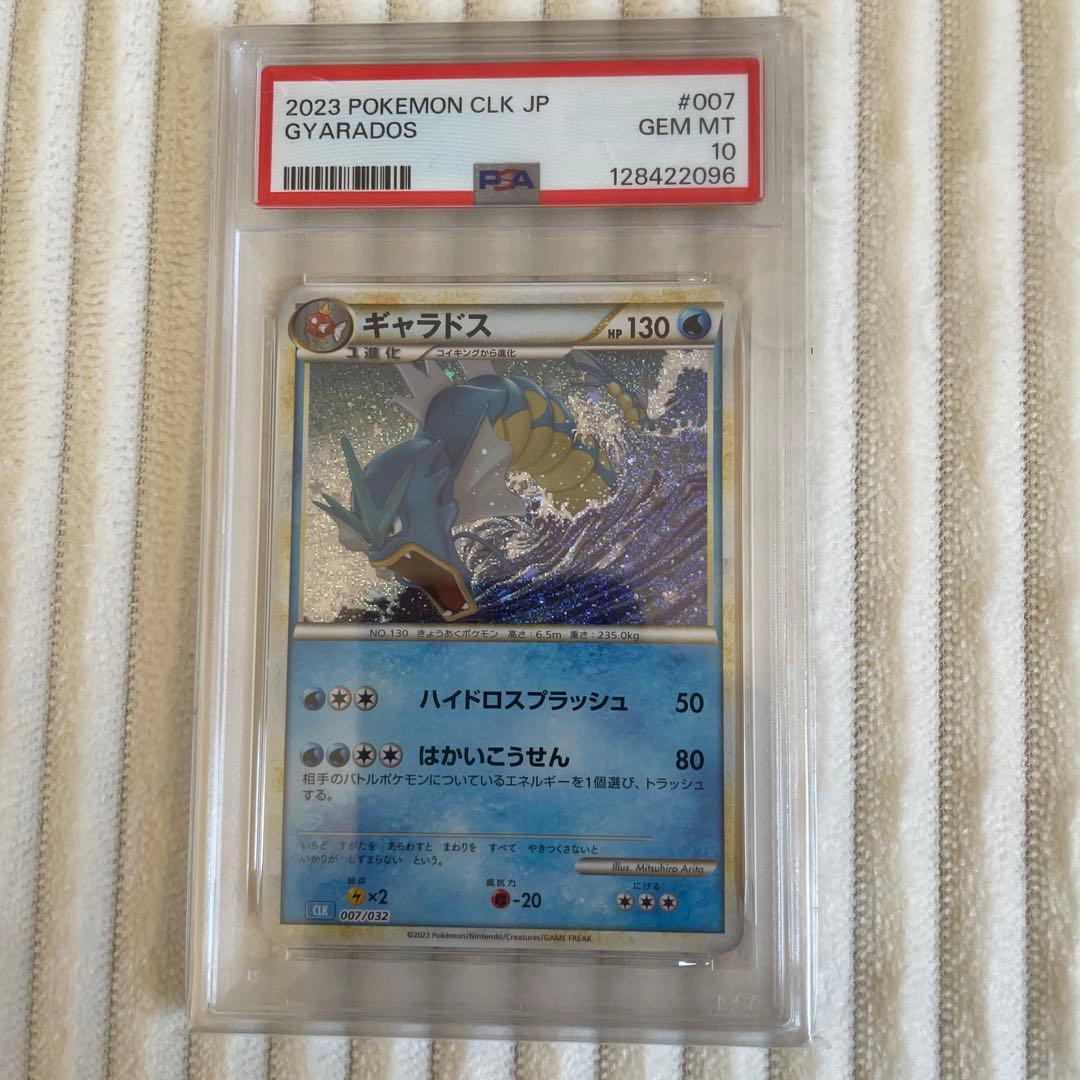 2023 POKEMON CLK JP #007
GYARADOS GEM MT
10
PSA 128422096
ギャラドス HP 130
1進化 コイキングから進化
NO.130 きょうあくポケモン 高さ:6.5m 重さ:235.0kg
ハイドロスプラッシュ 50
はかいこうせん 80
相手のバトルポケモンについているエネルギーを1個選び、トラッシュ
する。
いちど すがたを あらわすと まわりを すべて やきつくさないと
いかりが しずまらない という。
Illus. Mitsuhiro Arita
弱点 抵抗力 にげる
×2 -20
CLK 007/032
©2023 Pokémon/Nintendo/Creatures/GAME FREAK.